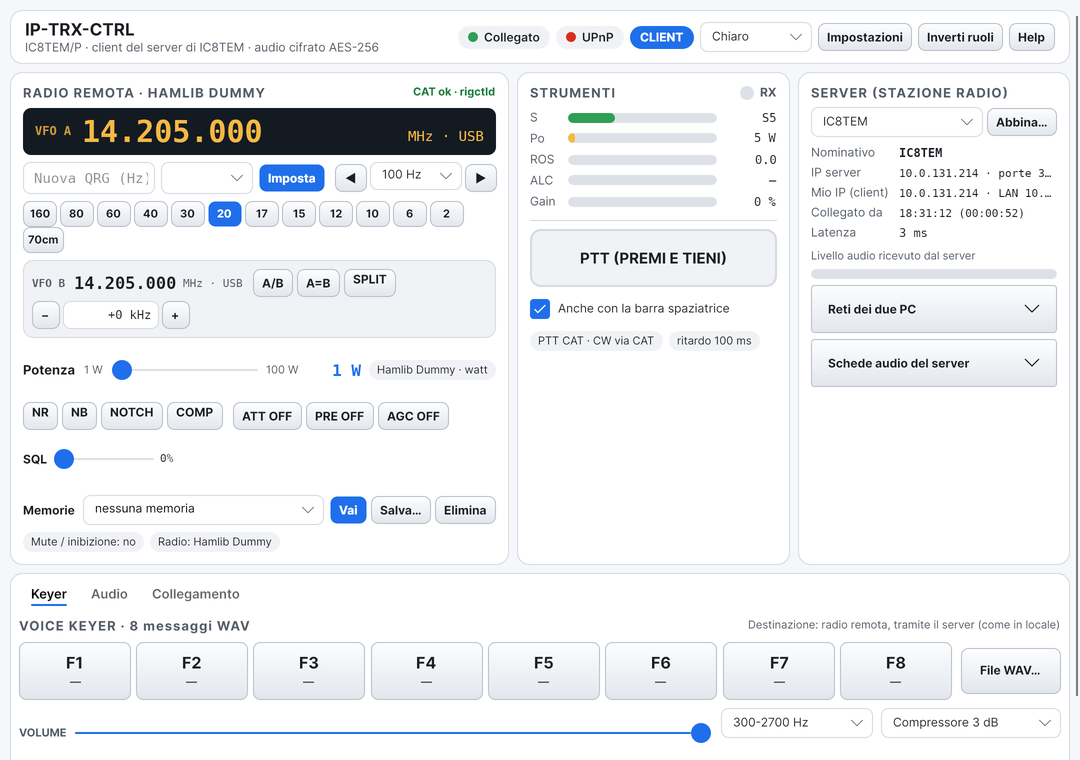 IP-TRX-CTRL
IC8TEM/P · client del server di IC8TEM · audio cifrato AES-256
Collegato
UPnP
CLIENT
Chiaro
Impostazioni
Inverti ruoli
Help
RADIO REMOTA · HAMLIB DUMMY
CAT ok · rigctld
VFO A 14.205.000 MHz · USB
Nuova QRG (Hz)
Imposta
◀
100 Hz
▶
160 80 60 40 30 20 17 15 12 10 6 2
70cm
VFO B 14.205.000 MHz · USB A/B A=B SPLIT
− +0 kHz +
Potenza 1 W 100 W 1 W Hamlib Dummy · watt
NR NB NOTCH COMP ATT OFF PRE OFF AGC OFF
SQL 0%
Memorie nessuna memoria Vai Salva… Elimina
Mute / inibizione: no Radio: Hamlib Dummy
STRUMENTI RX
S S5
Po 5 W
ROS 0.0
ALC –
Gain 0 %
PTT (PREMI E TIENI)
Anche con la barra spaziatrice
PTT CAT · CW via CAT ritardo 100 ms
SERVER (STAZIONE RADIO)
IC8TEM Abbina…
Nominativo IC8TEM
IP server 10.0.131.214 · porte 3…
Mio IP (client) 10.0.131.214 · LAN 10.…
Collegato da 18:31:12 (00:00:52)
Latenza 3 ms
Livello audio ricevuto dal server
Reti dei due PC
Schede audio del server
Keyer Audio Collegamento
VOICE KEYER · 8 messaggi WAV
Destinazione: radio remota, tramite il server (come in locale)
F1 F2 F3 F4 F5 F6 F7 F8 File WAV…
— — — — — — — —
VOLUME 300-2700 Hz Compressore 3 dB